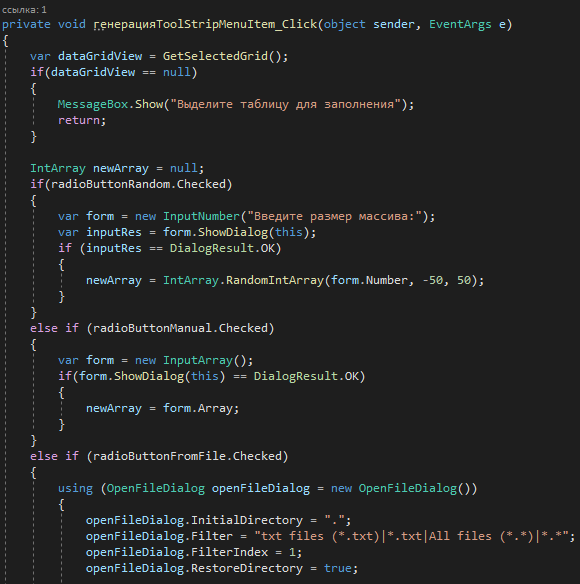 ссылка: 1
private void генерацияToolStripMenuItem_Click(object sender, EventArgs e)
{
var dataGridView = GetSelectedGrid();
if(dataGridView == null)
{
MessageBox.Show("Выделите таблицу для заполнения");
return;
}
IntArray newArray = null;
if(radioButtonRandom.Checked)
{
var form = new InputNumber("Введите размер массива:");
var inputRes = form.ShowDialog(this);
if (inputRes == DialogResult.OK)
{
newArray = IntArray.RandomIntArray(form.Number, -50, 50);
}
}
else if (radioButtonManual.Checked)
{
var form = new InputArray();
if(form.ShowDialog(this) == DialogResult.OK)
{
newArray = form.Array;
}
}
else if (radioButtonFromFile.Checked)
{
using (OpenFileDialog openFileDialog = new OpenFileDialog())
{
openFileDialog.InitialDirectory = ".";
openFileDialog.Filter = "txt files (*.txt)|*.txt|All files (*.*)|*.*";
openFileDialog.FilterIndex = 1;
openFileDialog.RestoreDirectory = true;